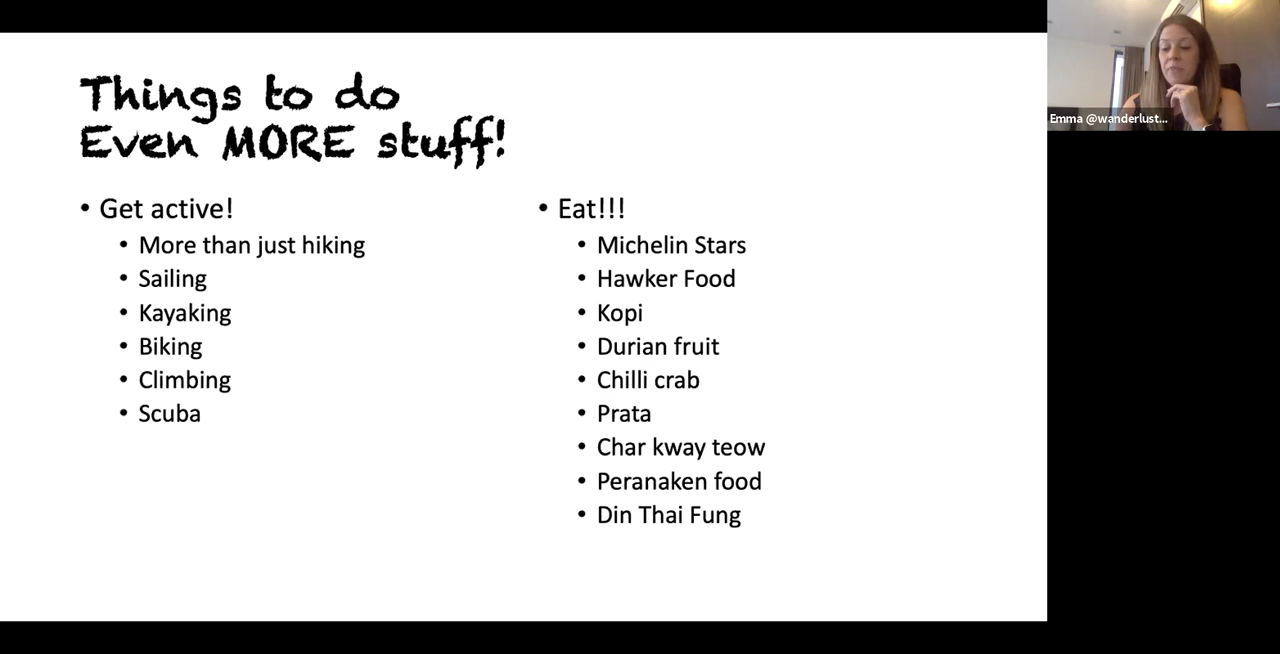 Things to do
Even MORE stuff!
• Get active!
• More than just hiking
• Sailing
• Kayaking
• Biking
• Climbing
• Scuba
• Eat!!!
• Michelin Stars
• Hawker Food
• Kopi
• Durian fruit
• Chilli crab
• Prata
• Char kway teow
• Peranaken food
• Din Thai Fung
Emma @wanderlust...